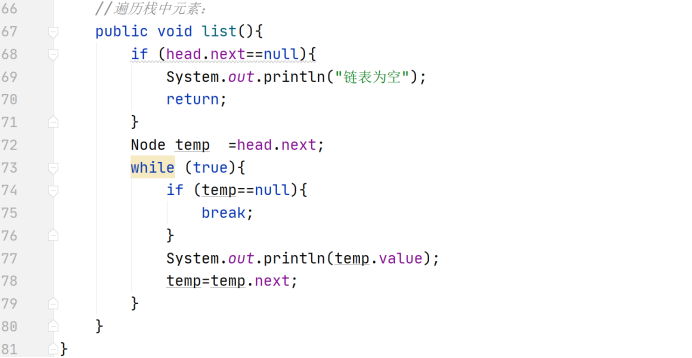 66 //遍历栈中元素：
67 public void list(){
68 if (head.next==null){
69 System.out.println("链表为空");
70 return;
71 }
72 Node temp  =head.next;
73 while (true){
74 if (temp==null){
75 break;
76 }
77 System.out.println(temp.value);
78 temp=temp.next;
79 }
80 }
81 }